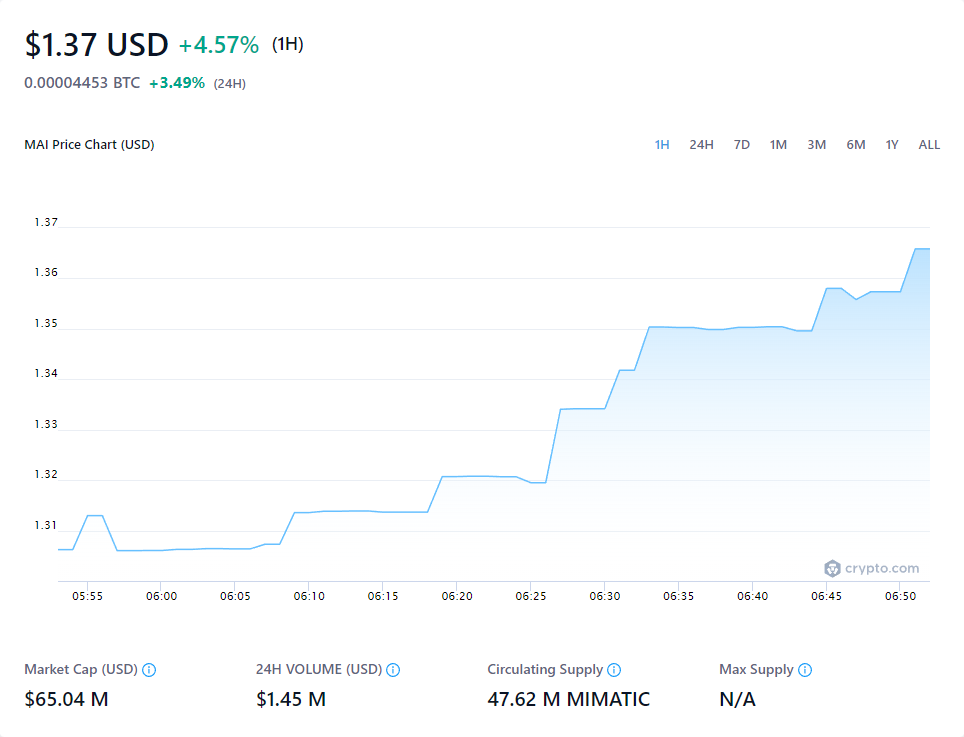 $1.37 USD +4.57% (1H)
0.00004453 BTC +3.49% (24H)
MAI Price Chart (USD) 1H 24H 7D 1M 3M 6M 1Y ALL
1.37
1.36
1.35
1.34
1.33
1.32
1.31
crypto.com
05:55 06:00 06:05 06:10 06:15 06:20 06:25 06:30 06:35 06:40 06:45 06:50
Market Cap (USD) 24H VOLUME (USD) Circulating Supply Max Supply
$65.04 M $1.45 M 47.62 M MIMATIC N/A